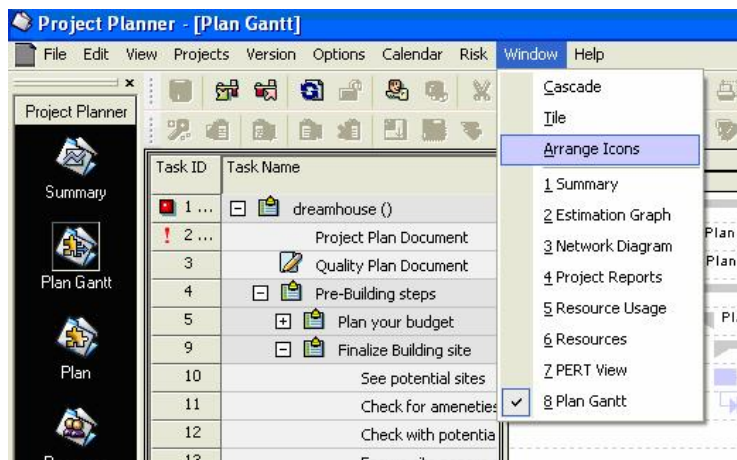 Project Planner - [Plan Gantt]
File Edit View Projects Version Options Calendar Risk Window Help
Project Planner
Summary
Plan Gantt
Plan
Cascade
Tile
Arrange Icons
1 Summary
2 Estimation Graph
3 Network Diagram
4 Project Reports
5 Resource Usage
6 Resources
7 PERT View
8 Plan Gantt
Task ID Task Name
1 ... dreamhouse ()
2 ... Project Plan Document
3 Quality Plan Document
4 Pre-Building steps
5 Plan your budget
9 Finalize Building site
10 See potential sites
11 Check for ameneties
12 Check with potentia
13
Plan
Plan
Pl